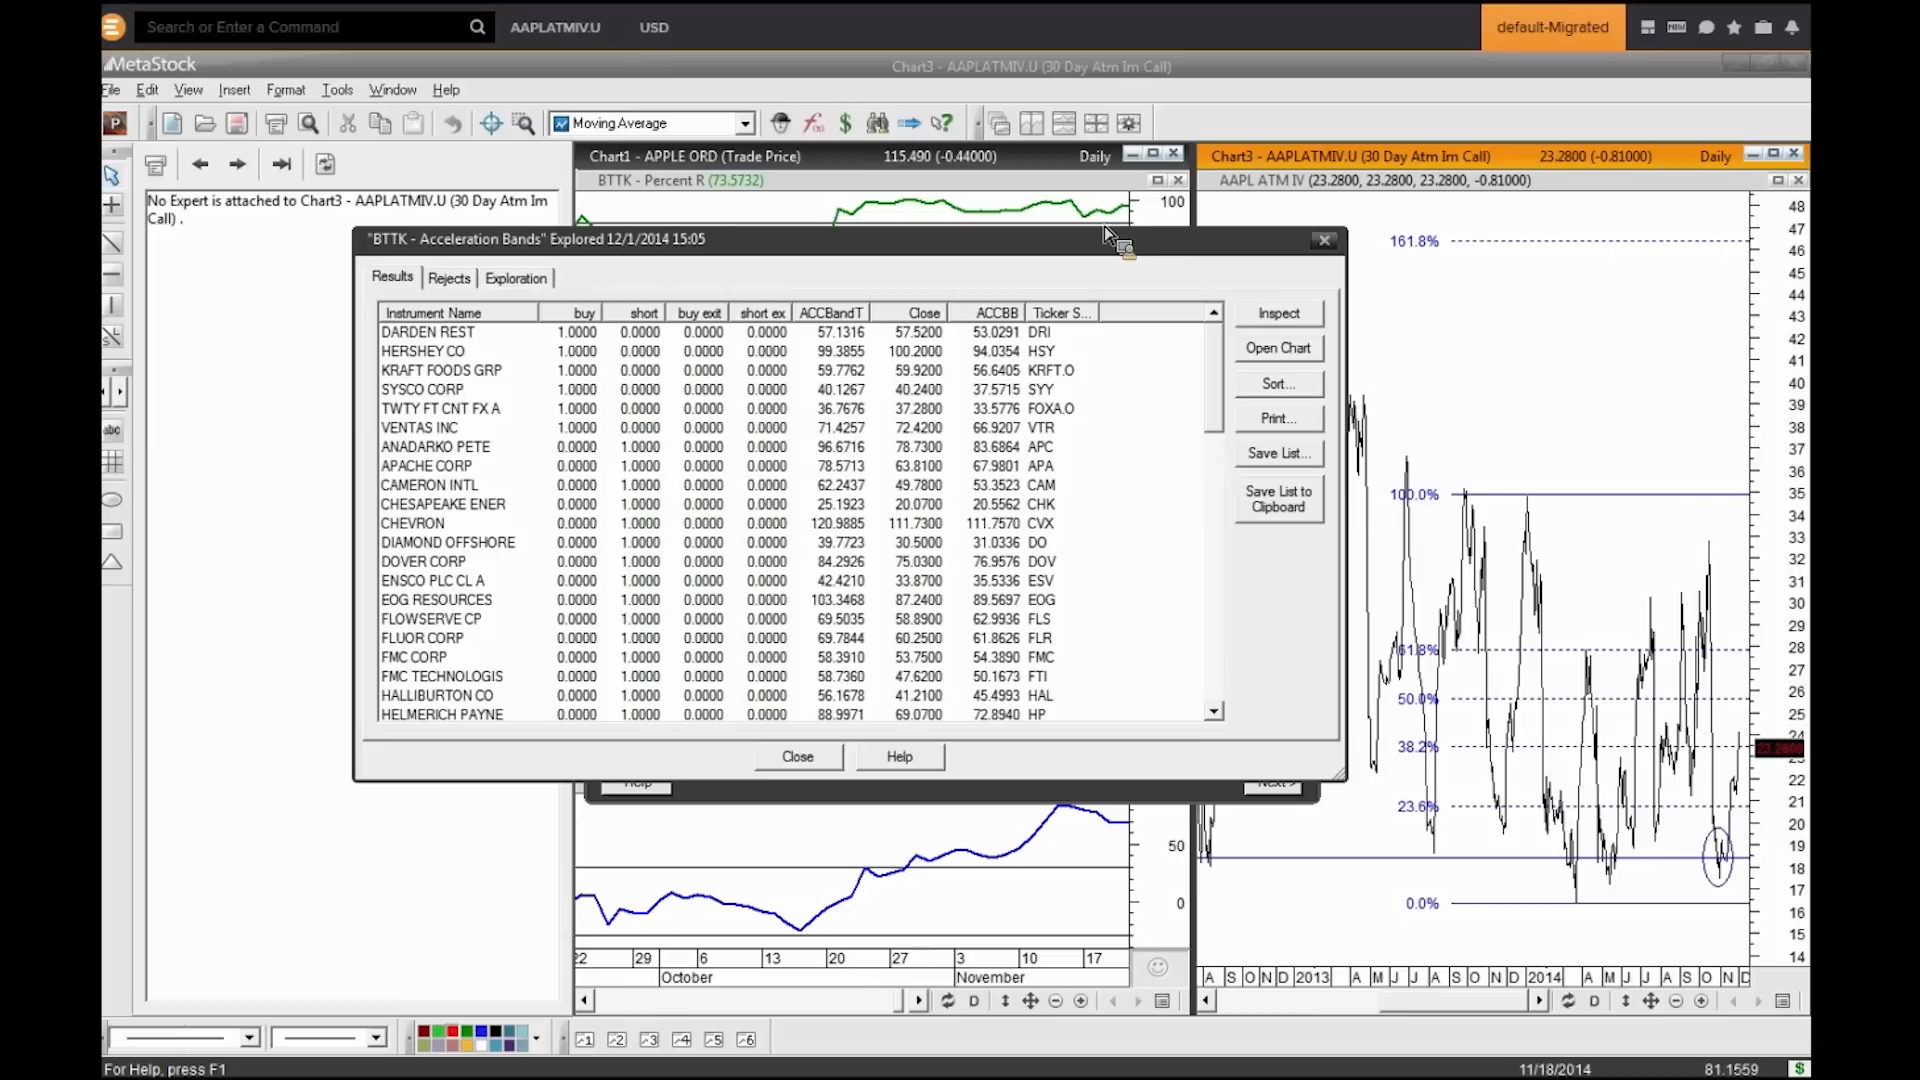 Search or Enter a Command AAPLATMIV.U USD default-Migrated NEW
MetaStock Chart3 - AAPLATMIV.U (30 Day Atm Im Call)
File Edit View Insert Format Tools Window Help
P Moving Average
Chart1 - APPLE ORD (Trade Price) 115.490 (-0.44000) Daily
Chart3 - AAPLATMIV.U (30 Day Atm Im Call) 23.2800 (-0.81000) Daily
BTTK - Percent R (73.5732)
AAPL ATM IV (23.2800, 23.2800, 23.2800, -0.81000)
No Expert is attached to Chart3 - AAPLATMIV.U (30 Day Atm Im
Call) .
100
"BTTK - Acceleration Bands" Explored 12/1/2014 15:05
Results Rejects Exploration
Instrument Name buy short buy exit short ex ACCBandT Close ACCBB Ticker S...
DARDEN REST 1.0000 0.0000 0.0000 0.0000 57.1316 57.5200 53.0291 DRI
HERSHEY CO 1.0000 0.0000 0.0000 0.0000 99.3855 100.2000 94.0354 HSY
KRAFT FOODS GRP 1.0000 0.0000 0.0000 0.0000 59.7762 59.9200 56.6405 KRFT.O
SYSCO CORP 1.0000 0.0000 0.0000 0.0000 40.1267 40.2400 37.5715 SYY
TWTY FT CNT FX A 1.0000 0.0000 0.0000 0.0000 36.7676 37.2800 33.5776 FOXA.O
VENTAS INC 1.0000 0.0000 0.0000 0.0000 71.4257 72.4200 66.9207 VTR
ANADARKO PETE 0.0000 1.0000 0.0000 0.0000 96.6716 78.7300 83.6864 APC
APACHE CORP 0.0000 1.0000 0.0000 0.0000 78.5713 63.8100 67.9801 APA
CAMERON INTL 0.0000 1.0000 0.0000 0.0000 62.2437 49.7800 53.3523 CAM
CHESAPEAKE ENER 0.0000 1.0000 0.0000 0.0000 25.1923 20.0700 20.5562 CHK
CHEVRON 0.0000 1.0000 0.0000 0.0000 120.9885 111.7300 111.7570 CVX
DIAMOND OFFSHORE 0.0000 1.0000 0.0000 0.0000 39.7723 30.5000 31.0336 DO
DOVER CORP 0.0000 1.0000 0.0000 0.0000 84.2926 75.0300 76.9576 DOV
ENSCO PLC CL A 0.0000 1.0000 0.0000 0.0000 42.4210 33.8700 35.5336 ESV
EOG RESOURCES 0.0000 1.0000 0.0000 0.0000 103.3468 87.2400 89.5697 EOG
FLOWSERVE CP 0.0000 1.0000 0.0000 0.0000 69.5035 58.8900 62.9936 FLS
FLUOR CORP 0.0000 1.0000 0.0000 0.0000 69.7844 60.2500 61.8626 FLR
FMC CORP 0.0000 1.0000 0.0000 0.0000 58.3910 53.7500 54.3890 FMC
FMC TECHNOLOGIS 0.0000 1.0000 0.0000 0.0000 58.7360 47.6200 50.1673 FTI
HALLIBURTON CO 0.0000 1.0000 0.0000 0.0000 56.1678 41.2100 45.4993 HAL
HELMERICH PAYNE 0.0000 1.0000 0.0000 0.0000 88.9971 69.0700 72.8940 HP
Inspect
Open Chart
Sort...
Print...
Save List...
Save List to
Clipboard
Close Help
Help Next >
abc
161.8%
100.0%
61.8%
50.0%
38.2%
23.6%
0.0%
48
47
46
45
44
43
42
41
40
39
38
37
36
35
34
33
32
31
30
29
28
27
26
25
24
23.2800
23
22
21
20
19
18
17
16
15
14
50
0
22 29 6 13 20 27 3 10 17
October November
A S O N D 2013 A M J J A S O N D 2014 A M J J A S O N D
D D
1 2 3 4 5 6
For Help, press F1 11/18/2014 81.1559 $